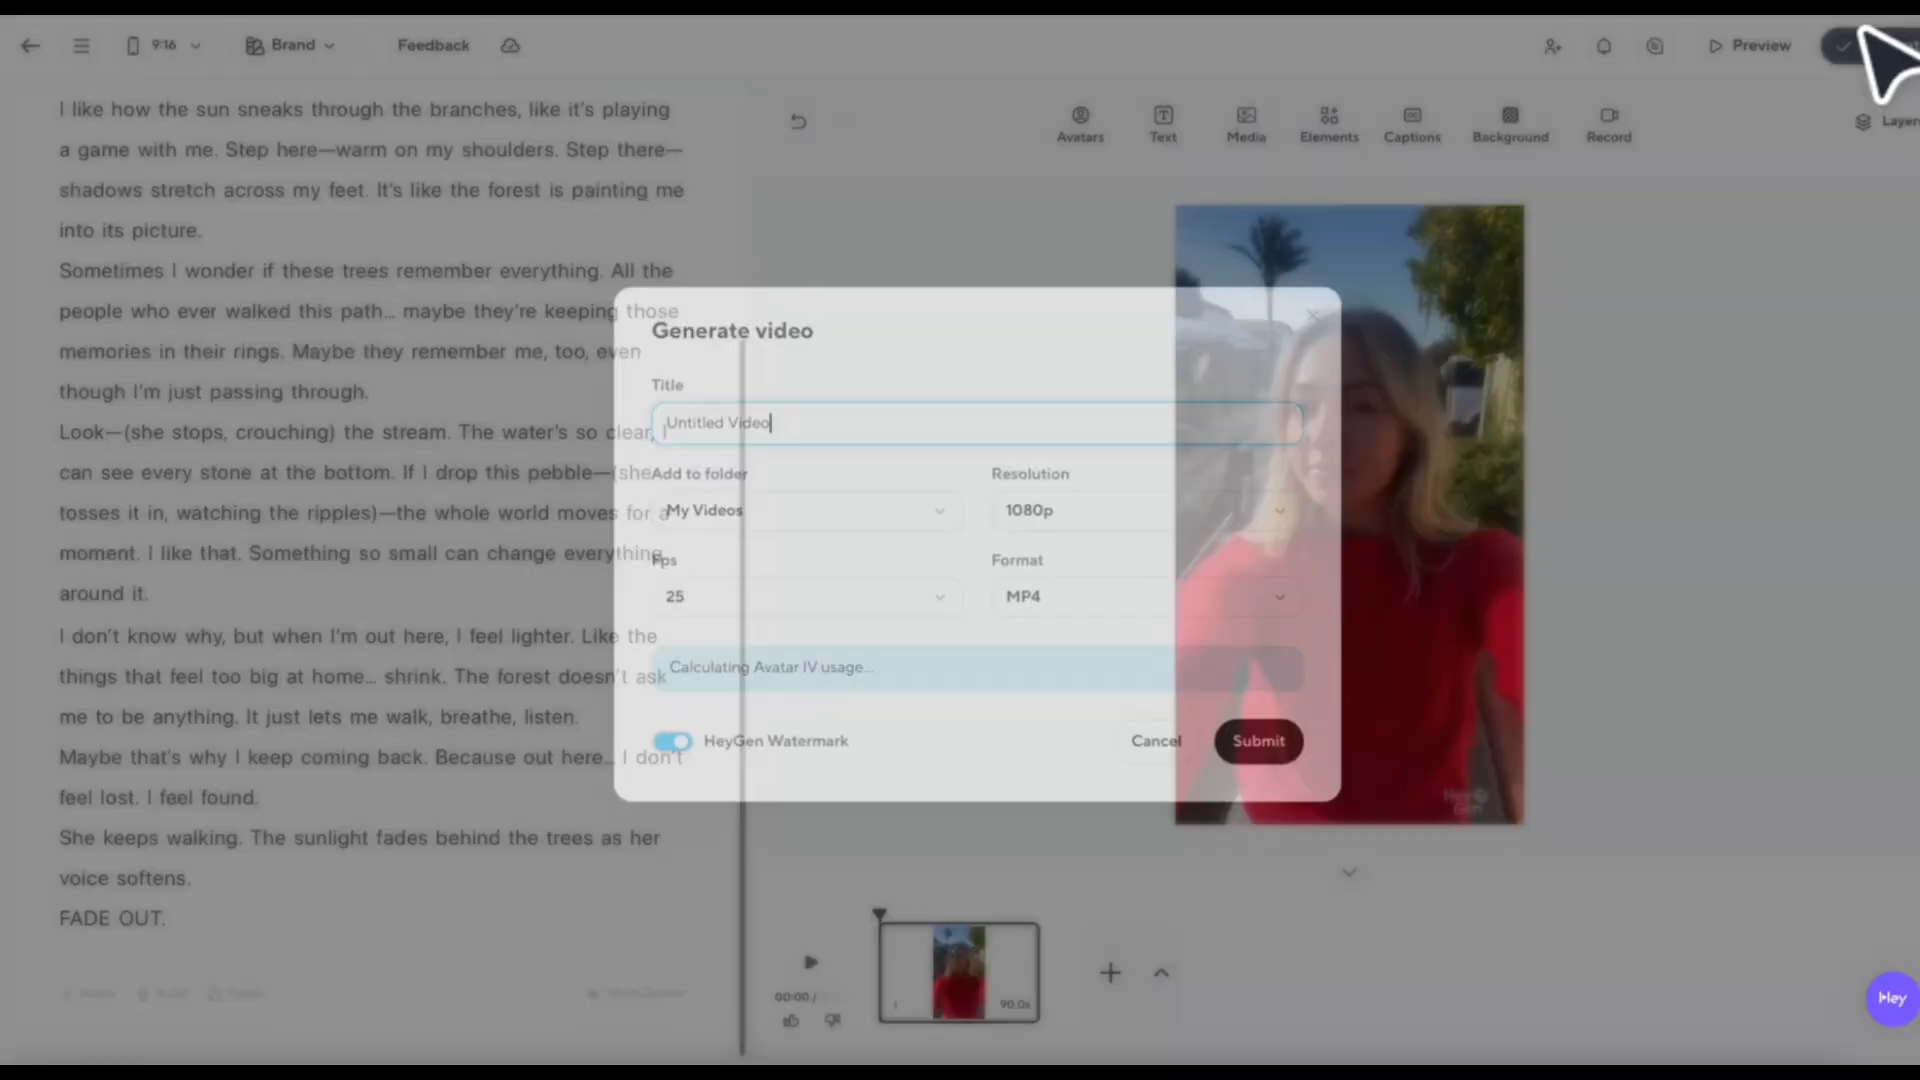 9:16
Brand
Feedback
Preview
I like how the sun sneaks through the branches, like it's playing
a game with me. Step here—warm on my shoulders. Step there—
shadows stretch across my feet. It's like the forest is painting me
into its picture.
Sometimes I wonder if these trees remember everything. All the
people who ever walked this path… maybe they're keeping those
memories in their rings. Maybe they remember me, too, even
though I'm just passing through.
Look—(she stops, crouching) the stream. The water's so clear, I
can see every stone at the bottom. If I drop this pebble—(she
tosses it in, watching the ripples)—the whole world moves for a
moment. I like that. Something so small can change everything
around it.
I don't know why, but when I'm out here, I feel lighter. Like the
things that feel too big at home… shrink. The forest doesn't ask
me to be anything. It just lets me walk, breathe, listen.
Maybe that's why I keep coming back. Because out here… I don't
feel lost. I feel found.
She keeps walking. The sunlight fades behind the trees as her
voice softens.
FADE OUT.
Avatars
Text
Media
Elements
Captions
Background
Record
Layers
Generate video
Title
Untitled Video
Add to folder
Resolution
My Videos
1080p
Fps
Format
25
MP4
Calculating Avatar IV usage...
HeyGen Watermark
Cancel
Submit
HeyGen
00:00 /
1
90.0s
Hey